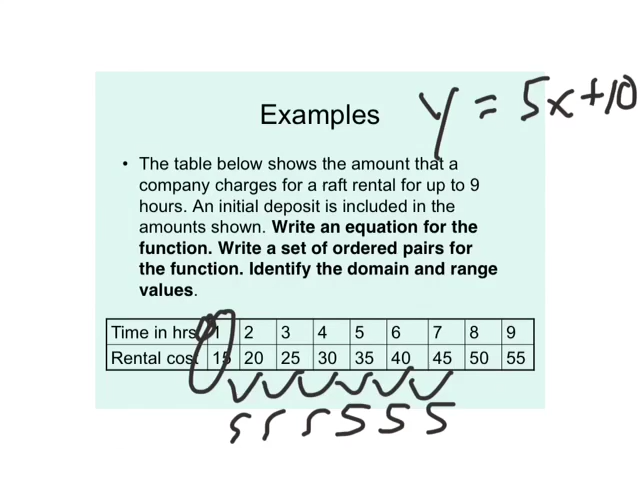 y = 5x+10
Examples
• The table below shows the amount that a
company charges for a raft rental for up to 9
hours. An initial deposit is included in the
amounts shown. Write an equation for the
function. Write a set of ordered pairs for
the function. Identify the domain and range
values.
Time in hrs 1 2 3 4 5 6 7 8 9
Rental cost 15 20 25 30 35 40 45 50 55
5 5 5 5 5 5